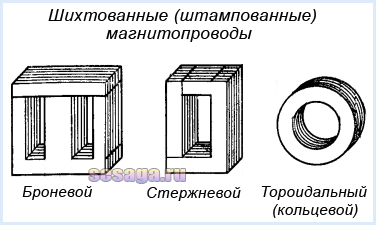 Шихтованные (штампованные)
магнитопроводы
sesaga.ru
Броневой
Стержневой
Тороидальный
(кольцевой)